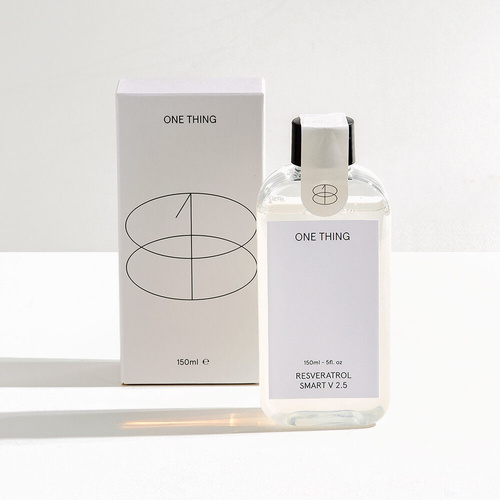 ONE THING
150ml ℮
ONE THING
150ml - 5fl. oz
RESVERATROL
SMART V 2.5